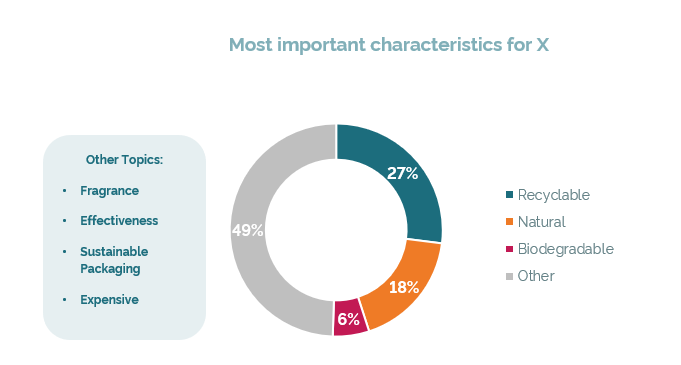 Most important characteristics for X
Other Topics:
• Fragrance
• Effectiveness
• Sustainable
Packaging
• Expensive
27%
49%
18%
6%
Recyclable
Natural
Biodegradable
Other